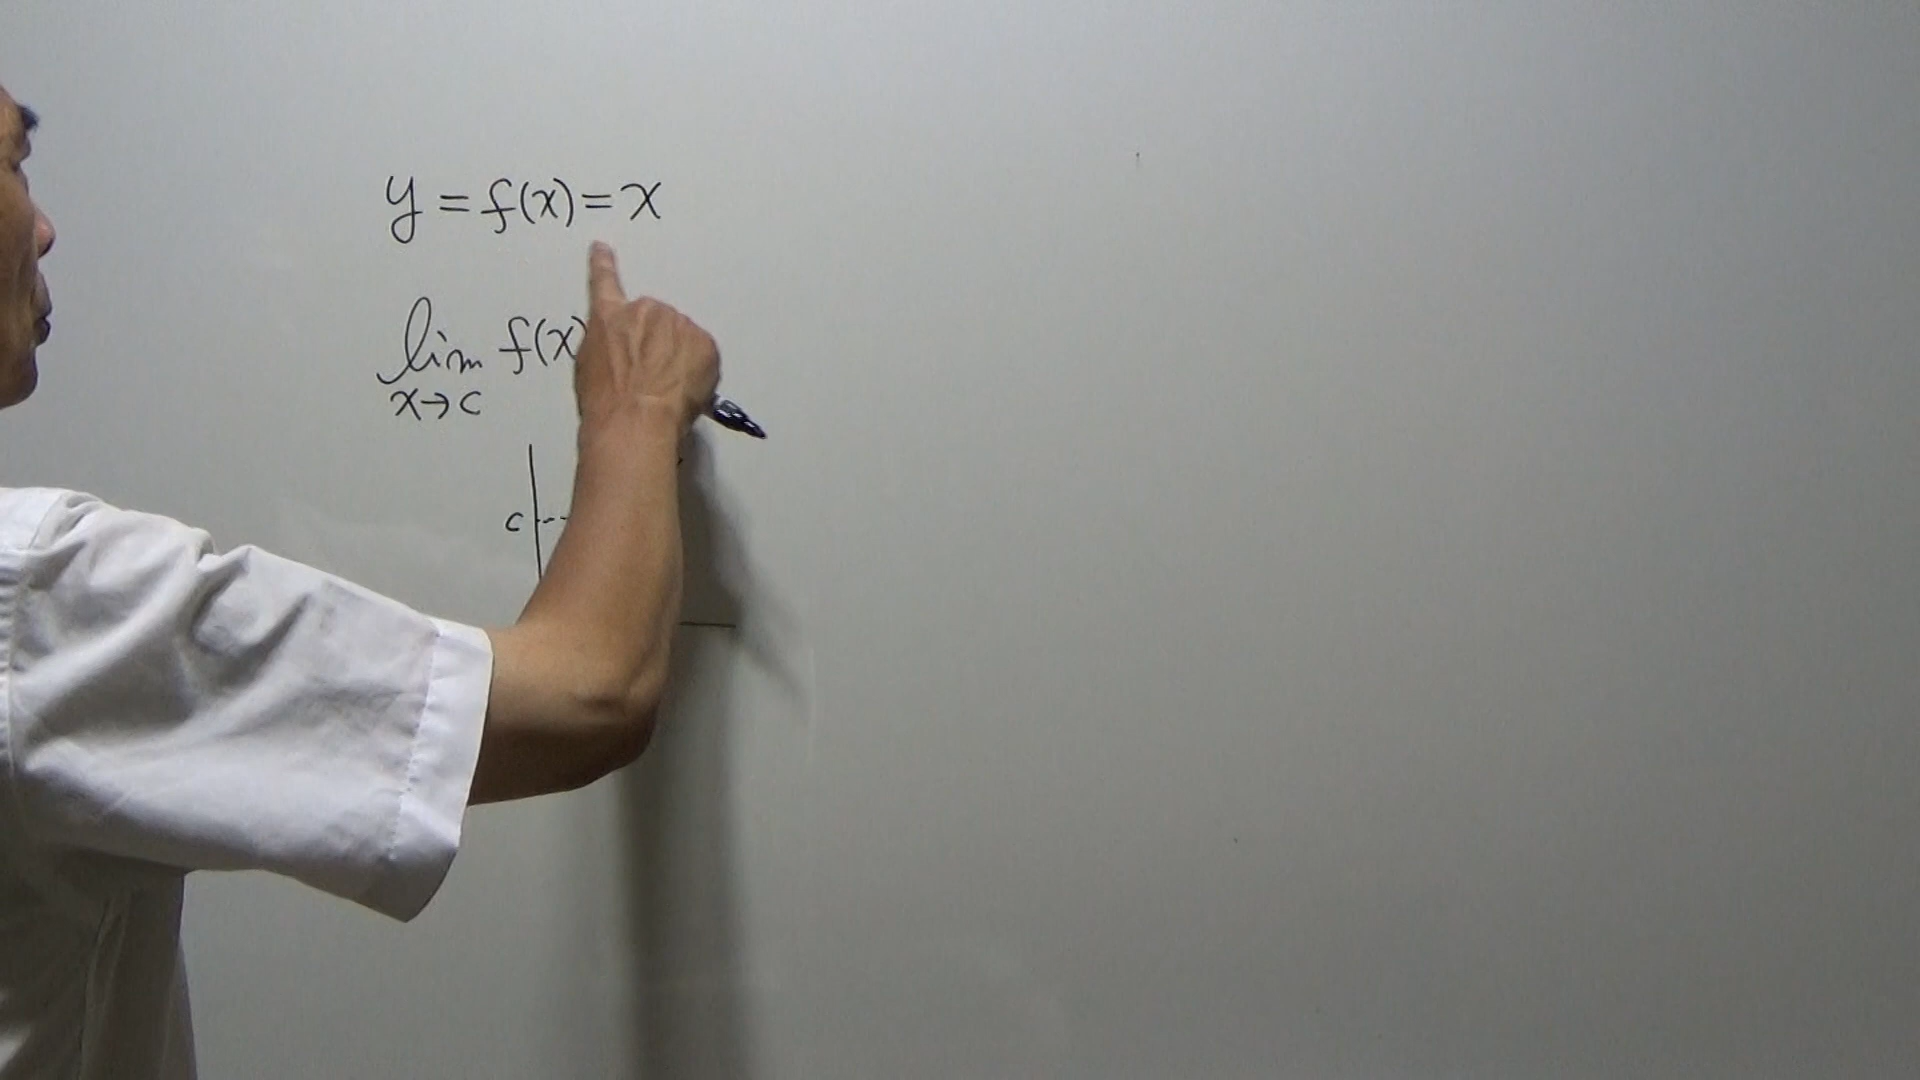 y = f(x) = x
lim f(x)
x→c
c